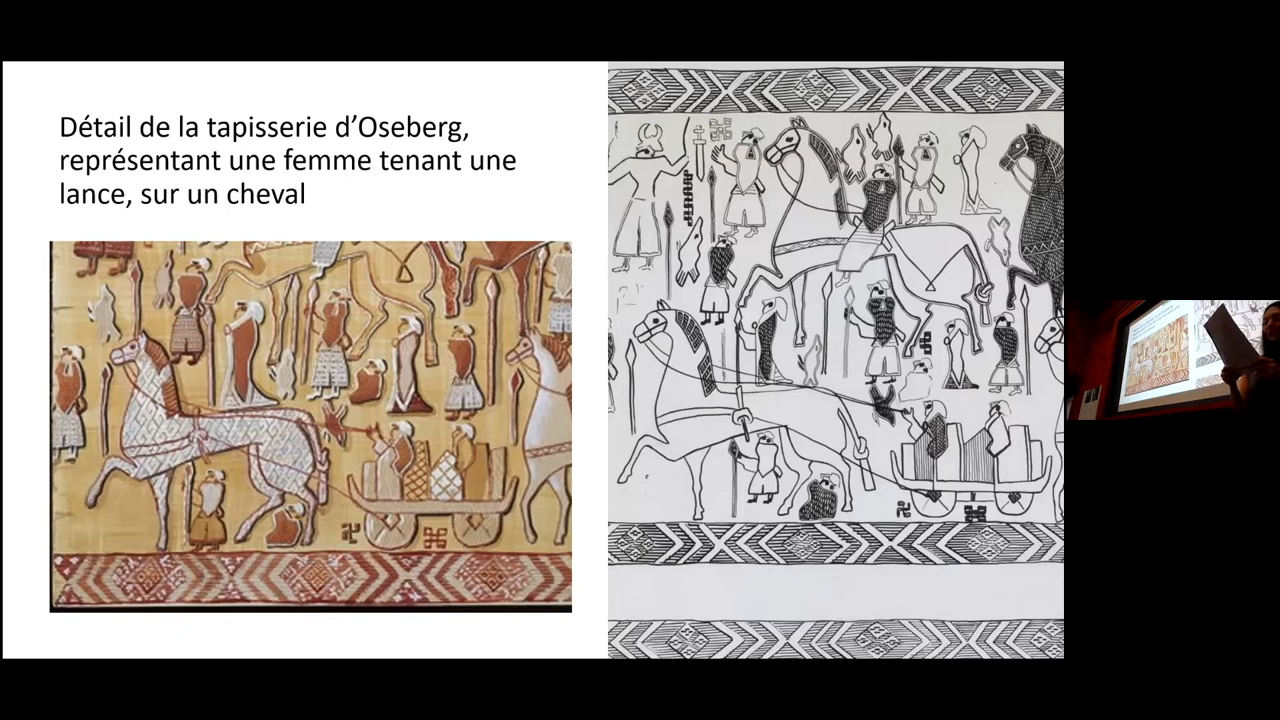 Détail de la tapisserie d’Oseberg,
représentant une femme tenant une
lance, sur un cheval